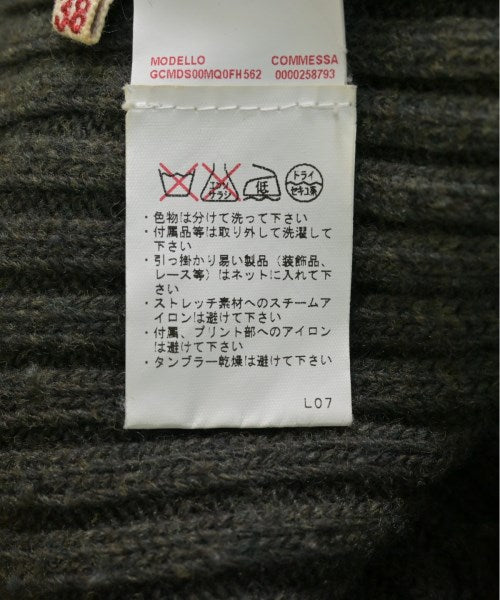 38
MODELLO
COMMESSA
GCMDS00MQ0FH562
0000258793
エンソ
サラシ
低
ドライ
セキユ系
・色物は分けて洗って下さい
・付属品等は取り外して洗濯して
下さい
・引っ掛かり易い製品（装飾品、
レース等）はネットに入れて下
さい
・ストレッチ素材へのスチームア
イロンは避けて下さい
・付属、プリント部へのアイロン
は避けて下さい
・タンブラー乾燥は避けて下さい
L07